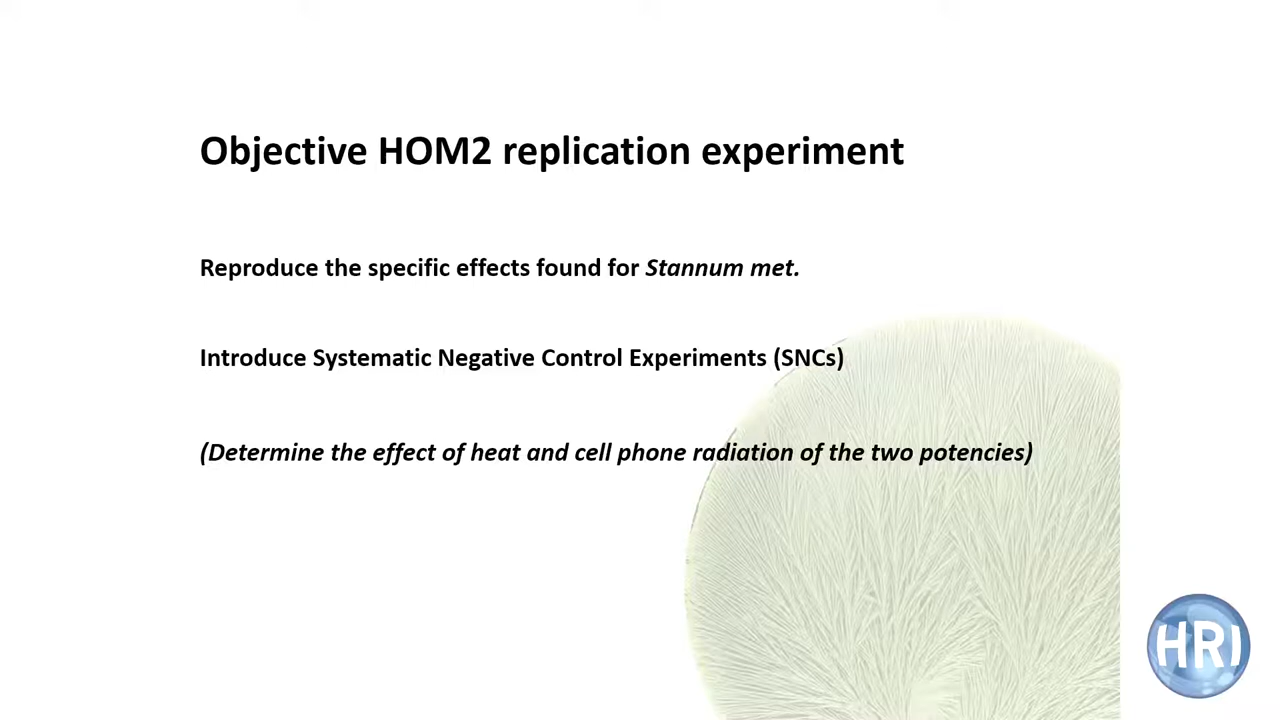 Objective HOM2 replication experiment
Reproduce the specific effects found for Stannum met.
Introduce Systematic Negative Control Experiments (SNCs)
(Determine the effect of heat and cell phone radiation of the two potencies)
HRI